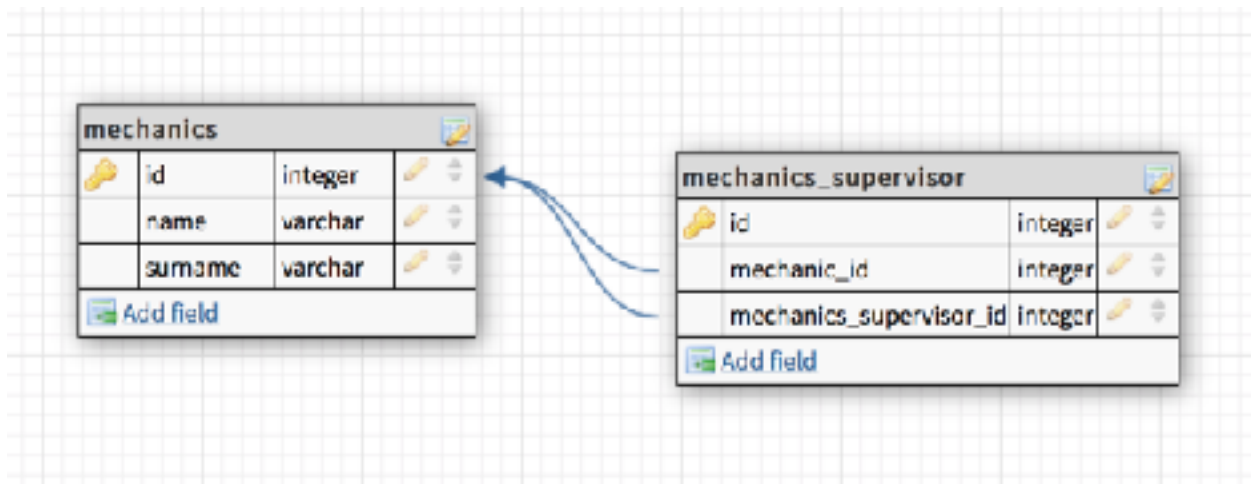 mechanics
id integer
name varchar
surname varchar
Add field
mechanics_supervisor
id integer
mechanic_id integer
mechanics_supervisor_id integer
Add field